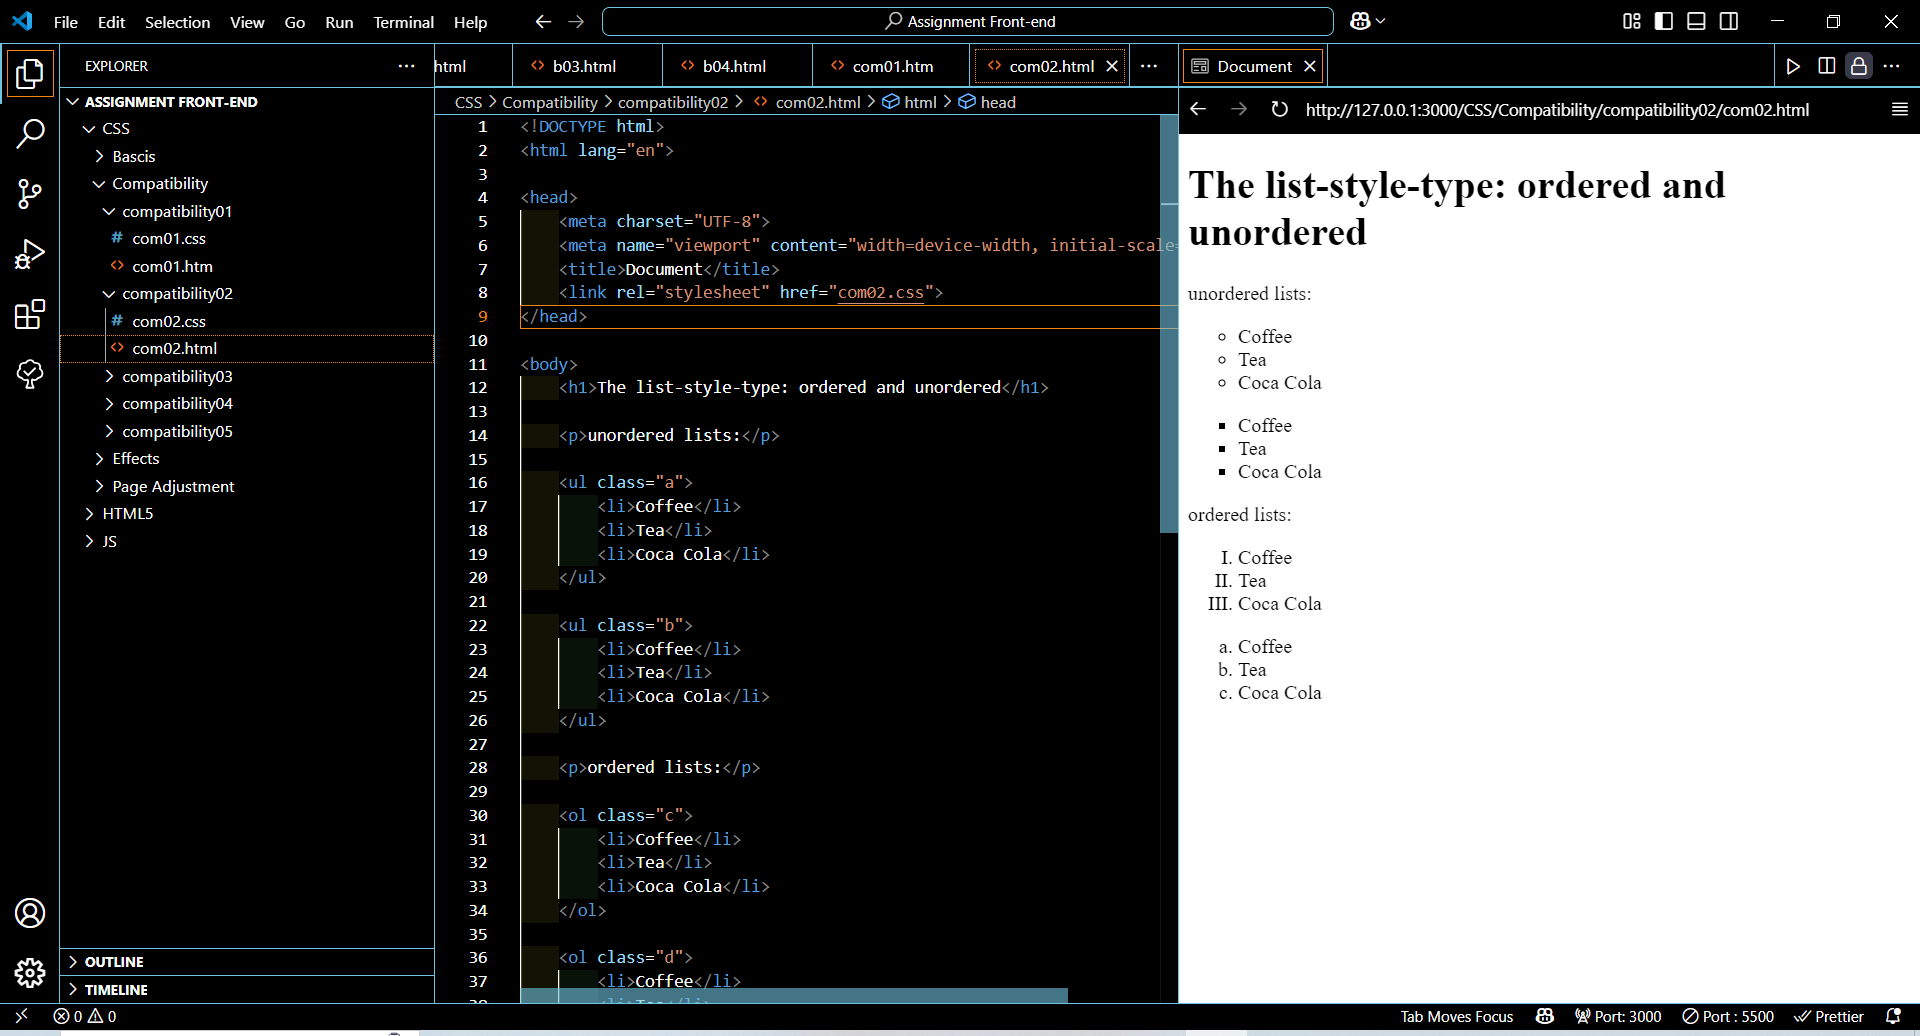 File Edit Selection View Go Run Terminal Help
Assignment Front-end
EXPLORER
ASSIGNMENT FRONT-END
CSS
Bascis
Compatibility
compatibility01
com01.css
com01.htm
compatibility02
com02.css
com02.html
compatibility03
compatibility04
compatibility05
Effects
Page Adjustment
HTML5
JS
OUTLINE
TIMELINE
html b03.html b04.html com01.htm com02.html
CSS > Compatibility > compatibility02 > com02.html > html > head
1 <!DOCTYPE html>
2 <html lang="en">
3
4 <head>
5 <meta charset="UTF-8">
6 <meta name="viewport" content="width=device-width, initial-scale=
7 <title>Document</title>
8 <link rel="stylesheet" href="com02.css">
9 </head>
10
11 <body>
12 <h1>The list-style-type: ordered and unordered</h1>
13
14 <p>unordered lists:</p>
15
16 <ul class="a">
17 <li>Coffee</li>
18 <li>Tea</li>
19 <li>Coca Cola</li>
20 </ul>
21
22 <ul class="b">
23 <li>Coffee</li>
24 <li>Tea</li>
25 <li>Coca Cola</li>
26 </ul>
27
28 <p>ordered lists:</p>
29
30 <ol class="c">
31 <li>Coffee</li>
32 <li>Tea</li>
33 <li>Coca Cola</li>
34 </ol>
35
36 <ol class="d">
37 <li>Coffee</li>
Document
http://127.0.0.1:3000/CSS/Compatibility/compatibility02/com02.html
The list-style-type: ordered and
unordered
unordered lists:
Coffee
Tea
Coca Cola
Coffee
Tea
Coca Cola
ordered lists:
I. Coffee
II. Tea
III. Coca Cola
a. Coffee
b. Tea
c. Coca Cola
0 0
Tab Moves Focus Port: 3000 Port : 5500 Prettier